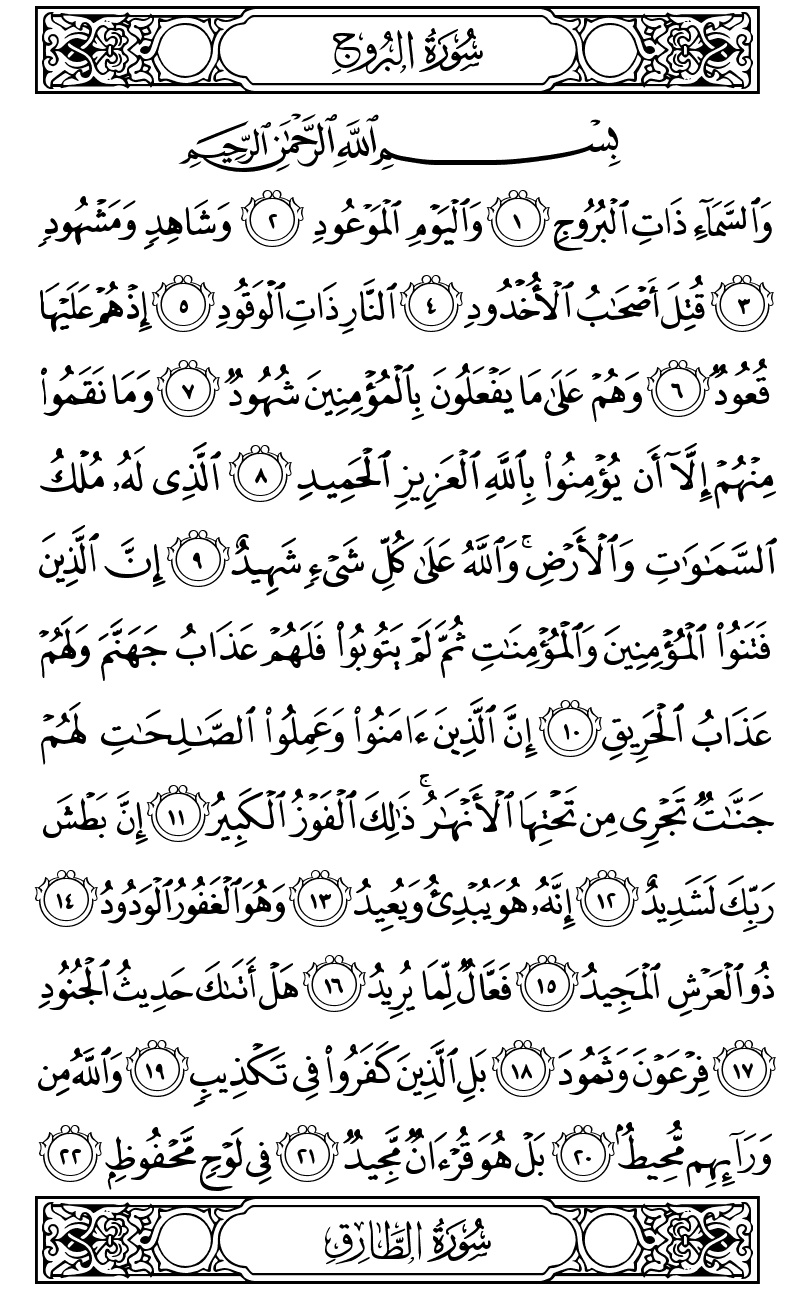 سُورَةُ البُرُوجِ
بِسْمِ ٱللَّهِ ٱلرَّحْمَٰنِ ٱلرَّحِيمِ
وَٱلسَّمَآءِ ذَاتِ ٱلْبُرُوجِ ١ وَٱلْيَوْمِ ٱلْمَوْعُودِ ٢ وَشَاهِدٍ وَمَشْهُودٍ
٣ قُتِلَ أَصْحَٰبُ ٱلْأُخْدُودِ ٤ ٱلنَّارِ ذَاتِ ٱلْوَقُودِ ٥ إِذْ هُمْ عَلَيْهَا
قُعُودٌ ٦ وَهُمْ عَلَىٰ مَا يَفْعَلُونَ بِٱلْمُؤْمِنِينَ شُهُودٌ ٧ وَمَا نَقَمُوا۟
مِنْهُمْ إِلَّآ أَن يُؤْمِنُوا۟ بِٱللَّهِ ٱلْعَزِيزِ ٱلْحَمِيدِ ٨ ٱلَّذِى لَهُۥ مُلْكُ
ٱلسَّمَٰوَٰتِ وَٱلْأَرْضِ ۚ وَٱللَّهُ عَلَىٰ كُلِّ شَىْءٍ شَهِيدٌ ٩ إِنَّ ٱلَّذِينَ
فَتَنُوا۟ ٱلْمُؤْمِنِينَ وَٱلْمُؤْمِنَٰتِ ثُمَّ لَمْ يَتُوبُوا۟ فَلَهُمْ عَذَابُ جَهَنَّمَ وَلَهُمْ
عَذَابُ ٱلْحَرِيقِ ١٠ إِنَّ ٱلَّذِينَ ءَامَنُوا۟ وَعَمِلُوا۟ ٱلصَّٰلِحَٰتِ لَهُمْ
جَنَّٰتٌ تَجْرِى مِن تَحْتِهَا ٱلْأَنْهَٰرُ ۚ ذَٰلِكَ ٱلْفَوْزُ ٱلْكَبِيرُ ١١ إِنَّ بَطْشَ
رَبِّكَ لَشَدِيدٌ ١٢ إِنَّهُۥ هُوَ يُبْدِئُ وَيُعِيدُ ١٣ وَهُوَ ٱلْغَفُورُ ٱلْوَدُودُ ١٤
ذُو ٱلْعَرْشِ ٱلْمَجِيدُ ١٥ فَعَّالٌ لِّمَا يُرِيدُ ١٦ هَلْ أَتَىٰكَ حَدِيثُ ٱلْجُنُودِ
١٧ فِرْعَوْنَ وَثَمُودَ ١٨ بَلِ ٱلَّذِينَ كَفَرُوا۟ فِى تَكْذِيبٍ ١٩ وَٱللَّهُ مِن
وَرَآئِهِم مُّحِيطٌۢ ٢٠ بَلْ هُوَ قُرْءَانٌ مَّجِيدٌ ٢١ فِى لَوْحٍ مَّحْفُوظٍۭ ٢٢
سُورَةُ الطَّارِقِ